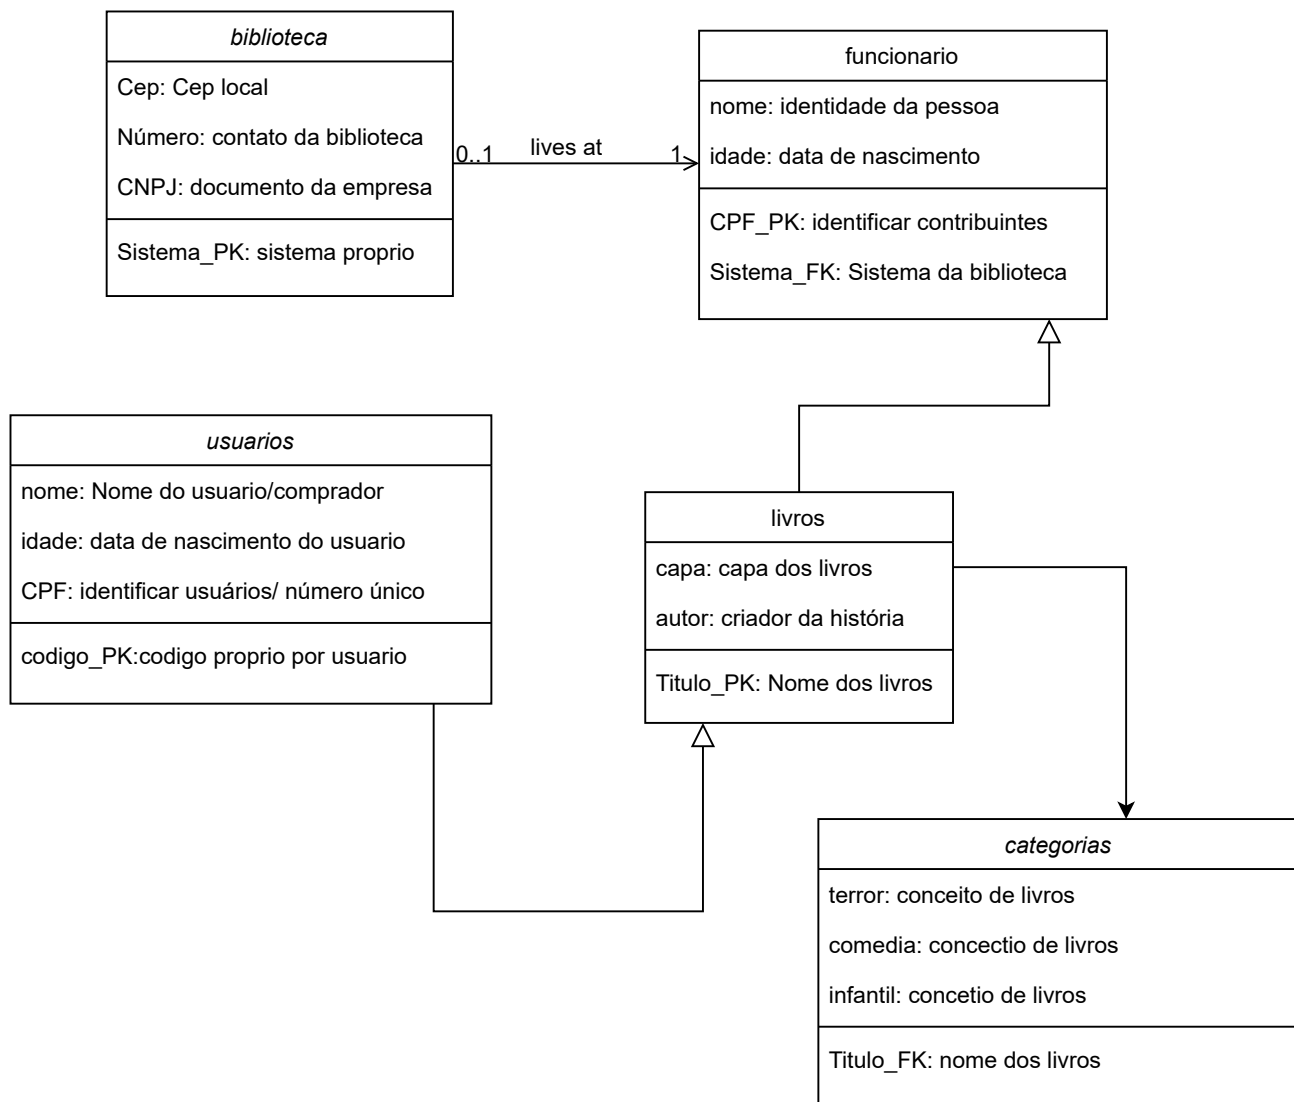 biblioteca
Cep: Cep local
Número: contato da biblioteca
CNPJ: documento da empresa
Sistema_PK: sistema proprio
0..1
lives at
1
funcionario
nome: identidade da pessoa
idade: data de nascimento
CPF_PK: identificar contribuintes
Sistema_FK: Sistema da biblioteca
usuarios
nome: Nome do usuario/comprador
idade: data de nascimento do usuario
CPF: identificar usuários/ número único
codigo_PK:codigo proprio por usuario
livros
capa: capa dos livros
autor: criador da história
Titulo_PK: Nome dos livros
categorias
terror: conceito de livros
comedia: concectio de livros
infantil: concetio de livros
Titulo_FK: nome dos livros